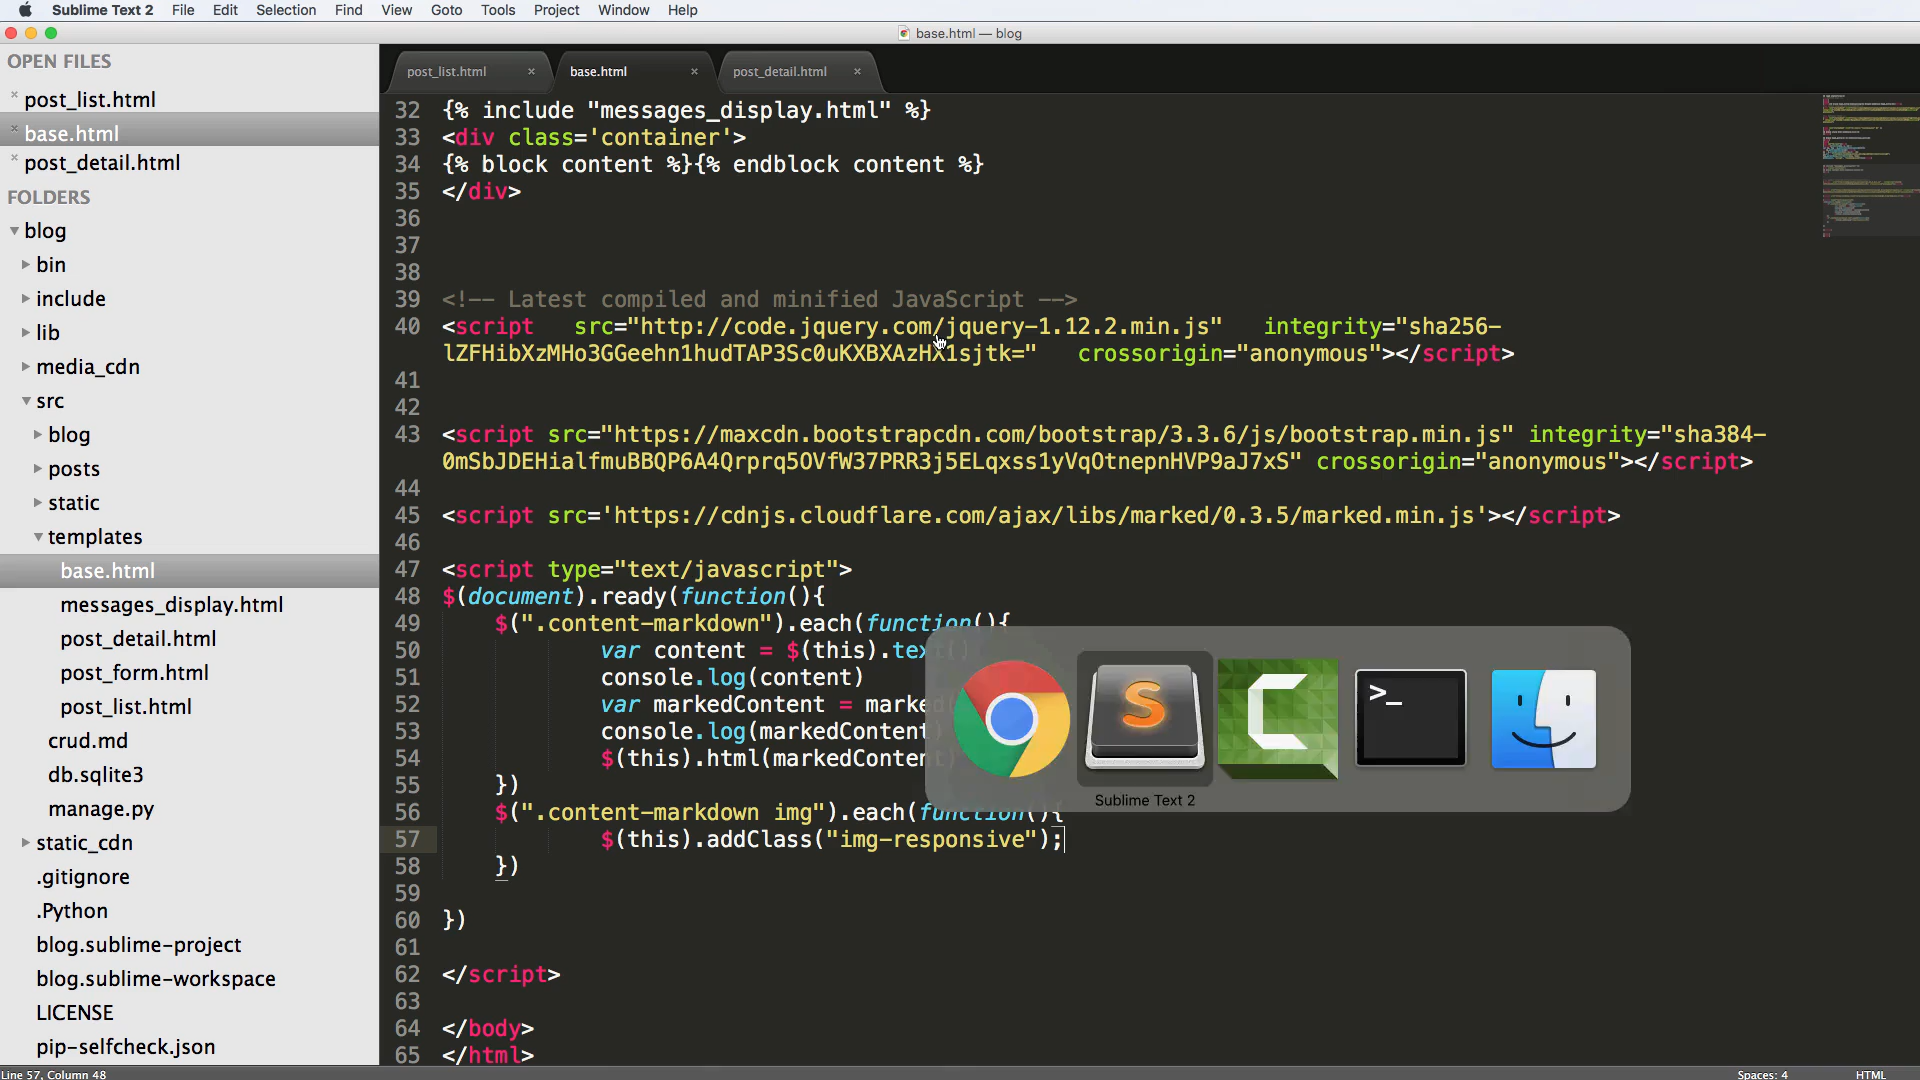 Sublime Text 2 File Edit Selection Find View Goto Tools Project Window Help
base.html — blog
OPEN FILES
post_list.html
base.html
post_detail.html
FOLDERS
blog
bin
include
lib
media_cdn
src
blog
posts
static
templates
base.html
messages_display.html
post_detail.html
post_form.html
post_list.html
crud.md
db.sqlite3
manage.py
static_cdn
.gitignore
.Python
blog.sublime-project
blog.sublime-workspace
LICENSE
pip-selfcheck.json
post_list.html × base.html × post_detail.html ×
32 {% include "messages_display.html" %}
33 <div class='container'>
34 {% block content %}{% endblock content %}
35 </div>
36
37
38
39 <!-- Latest compiled and minified JavaScript -->
40 <script src="http://code.jquery.com/jquery-1.12.2.min.js" integrity="sha256-
lZFHibXzMHo3GGeehn1hudTAP3Sc0uKXBXAzHX1sjtk=" crossorigin="anonymous"></script>
41
42
43 <script src="https://maxcdn.bootstrapcdn.com/bootstrap/3.3.6/js/bootstrap.min.js" integrity="sha384-
0mSbJDEHialfmuBBQP6A4Qrprq5OVfW37PRR3j5ELqxss1yVqOtnepnHVP9aJ7xS" crossorigin="anonymous"></script>
44
45 <script src='https://cdnjs.cloudflare.com/ajax/libs/marked/0.3.5/marked.min.js'></script>
46
47 <script type="text/javascript">
48 $(document).ready(function(){
49 $(".content-markdown").each(function(){
50 var content = $(this).text()
51 console.log(content)
52 var markedContent = marked
53 console.log(markedContent)
54 $(this).html(markedContent
55 })
56 $(".content-markdown img").each(function(){
57 $(this).addClass("img-responsive");
58 })
59
60 })
61
62 </script>
63
64 </body>
65 </html>
Sublime Text 2
Line 57, Column 48
Spaces: 4 HTML